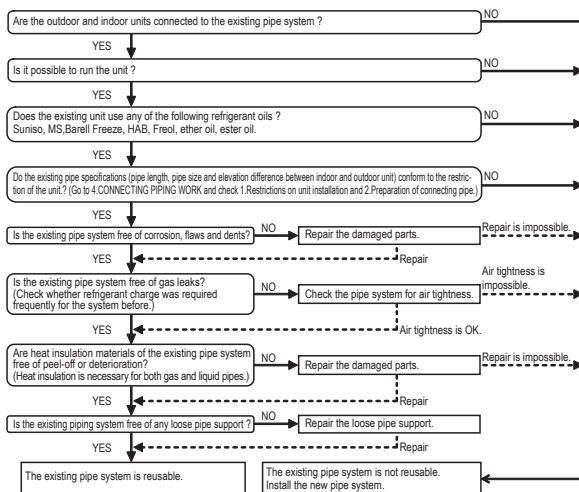 Are the outdoor and indoor units connected to the existing pipe system ?
NO
YES
Is it possible to run the unit ?
NO
YES
Does the existing unit use any of the following refrigerant oils ?
Suniso, MS,Barell Freeze, HAB, Freol, ether oil, ester oil.
NO
YES
Do the existing pipe specifications (pipe length, pipe size and elevation difference between indoor and outdoor unit) conform to the restric-
tion of the unit.? (Go to 4.CONNECTING PIPING WORK and check 1.Restrictions on unit installation and 2.Preparation of connecting pipe.)
NO
YES
Is the existing pipe system free of corrosion, flaws and dents?
NO
Repair the damaged parts.
Repair is impossible.
Repair
YES
Is the existing pipe system free of gas leaks?
(Check whether refrigerant charge was required
frequently for the system before.)
NO
Check the pipe system for air tightness.
Air tightness is
impossible.
Air tightness is OK.
YES
Are heat insulation materials of the existing pipe system
free of peel-off or deterioration?
(Heat insulation is necessary for both gas and liquid pipes.)
NO
Repair the damaged parts.
Repair is impossible.
Repair
YES
Is the existing piping system free of any loose pipe support ?
NO
Repair the loose pipe support.
Repair
YES
The existing pipe system is reusable.
The existing pipe system is not reusable.
Install the new pipe system.